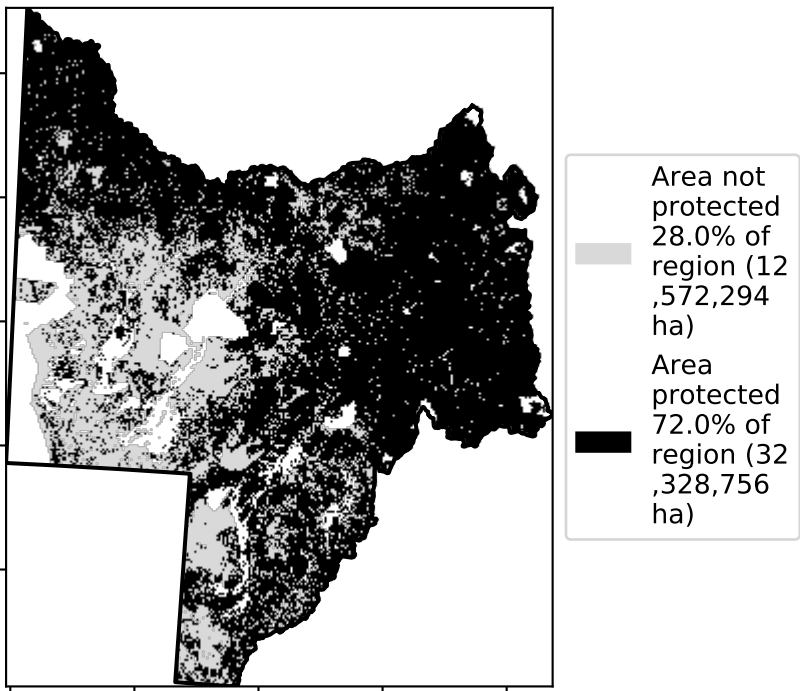 Area not
protected
28.0% of
region (12
,572,294
ha)
Area
protected
72.0% of
region (32
,328,756
ha)